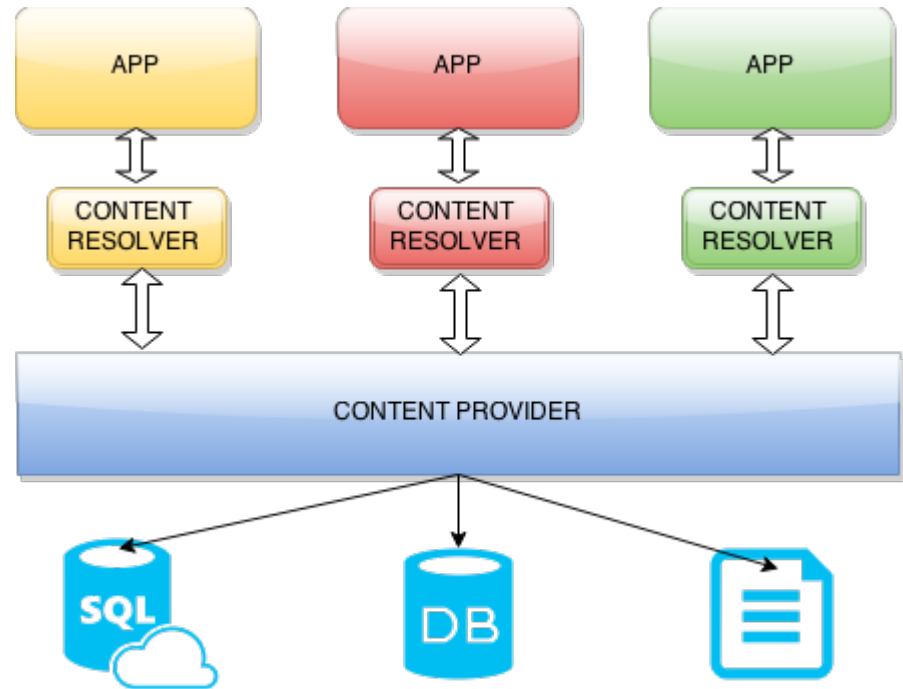 APP
APP
APP
CONTENT
RESOLVER
CONTENT
RESOLVER
CONTENT
RESOLVER
CONTENT PROVIDER
SQL
DB